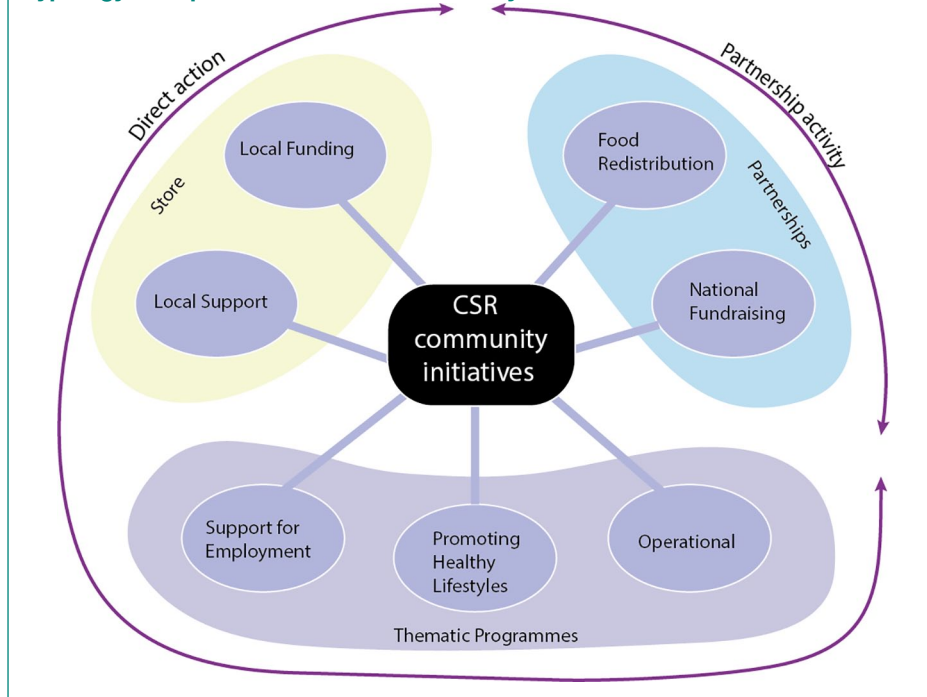 Direct action
Partnership activity
Store
Local Funding
Local Support
Food
Redistribution
Partnerships
National
Fundraising
CSR
community
initiatives
Support for
Employment
Promoting
Healthy
Lifestyles
Operational
Thematic Programmes